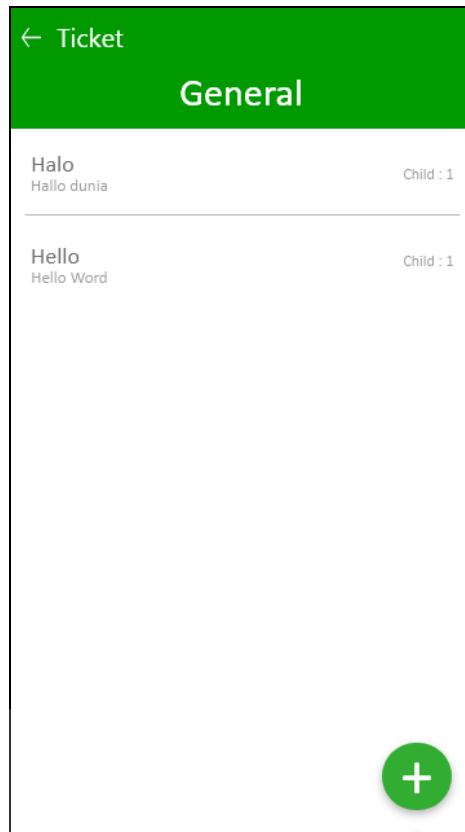 ← Ticket
General
Halo
Hallo dunia
Child : 1
Hello
Hello Word
Child : 1
+